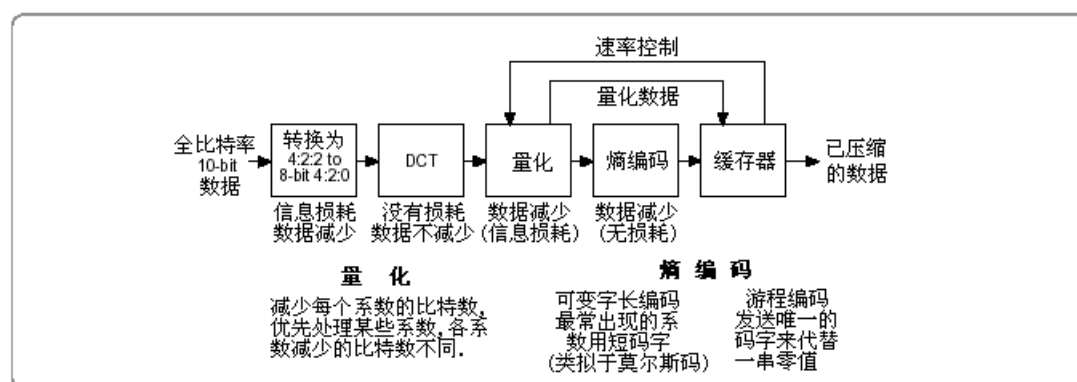 速率控制
量化数据
全比特率
10-bit
数据
转换为
4:2:2 to
8-bit 4:2:0
DCT
量化
熵编码
缓存器
已压缩
的数据
信息损耗
数据减少
没有损耗
数据不减少
数据减少
(信息损耗)
数据减少
(无损耗)
量 化
减少每个系数的比特数,
优先处理某些系数,各系
数减少的比特数不同.
熵 编 码
可变字长编码
最常出现的系
数用短码字
(类拟于莫尔斯码)
游程编码
发送唯一的
码字来代替
一串零值